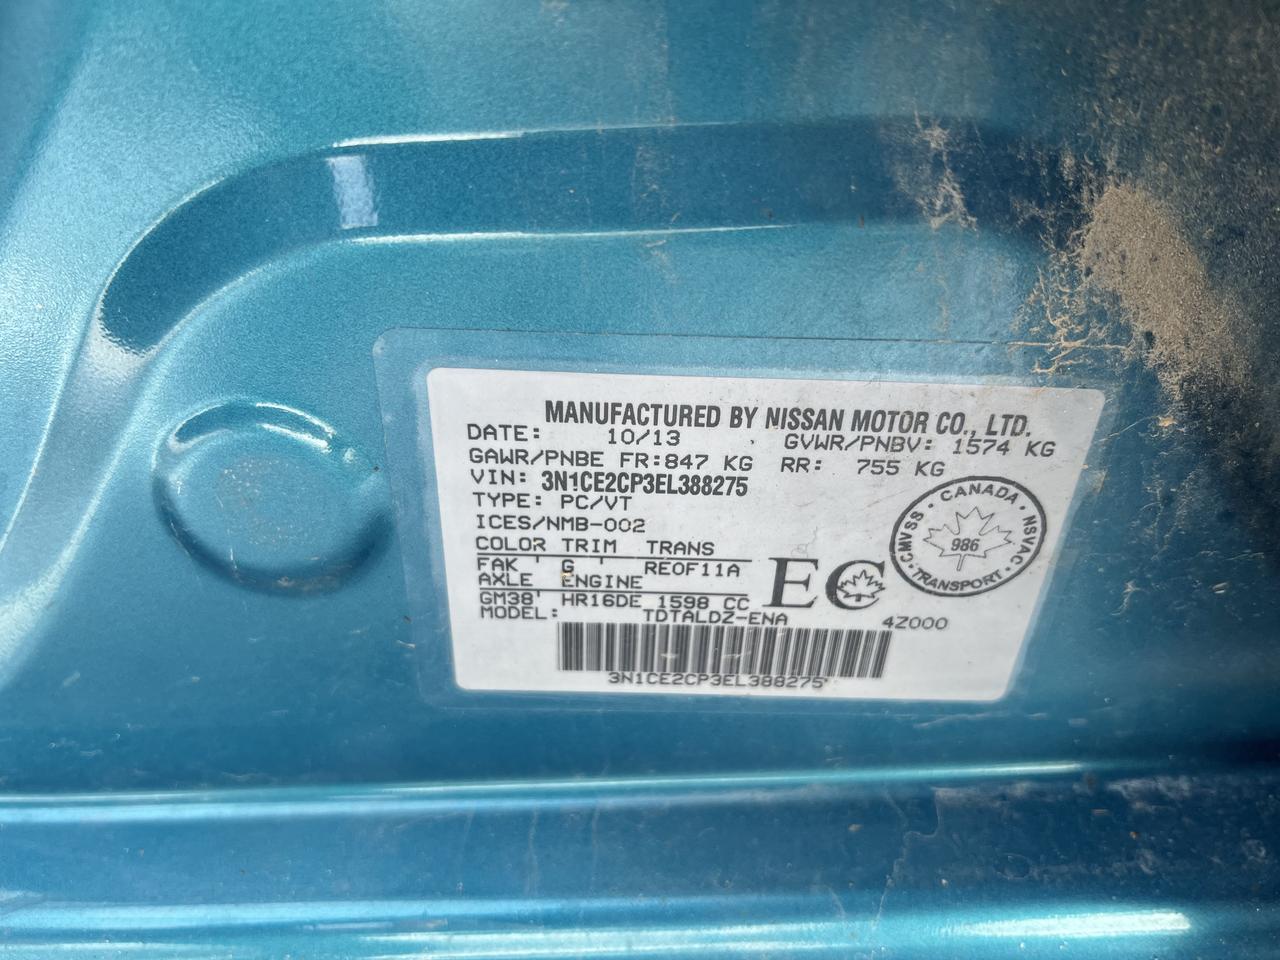 MANUFACTURED BY NISSAN MOTOR CO., LTD.
DATE: 10/13 GVWR/PNBV: 1574 KG
GAWR/PNBE FR:847 KG RR: 755 KG
VIN: 3N1CE2CP3EL388275
TYPE: PC/VT
ICES/NMB-002
COLOR TRIM TRANS
FAK G RE0F11A
AXLE ENGINE
GM38 HR16DE 1598 CC
MODEL: TDTALDZ-ENA 4Z000
3N1CE2CP3EL388275
EC
CANADA
CMVSS
NSVAC
986
TRANSPORT